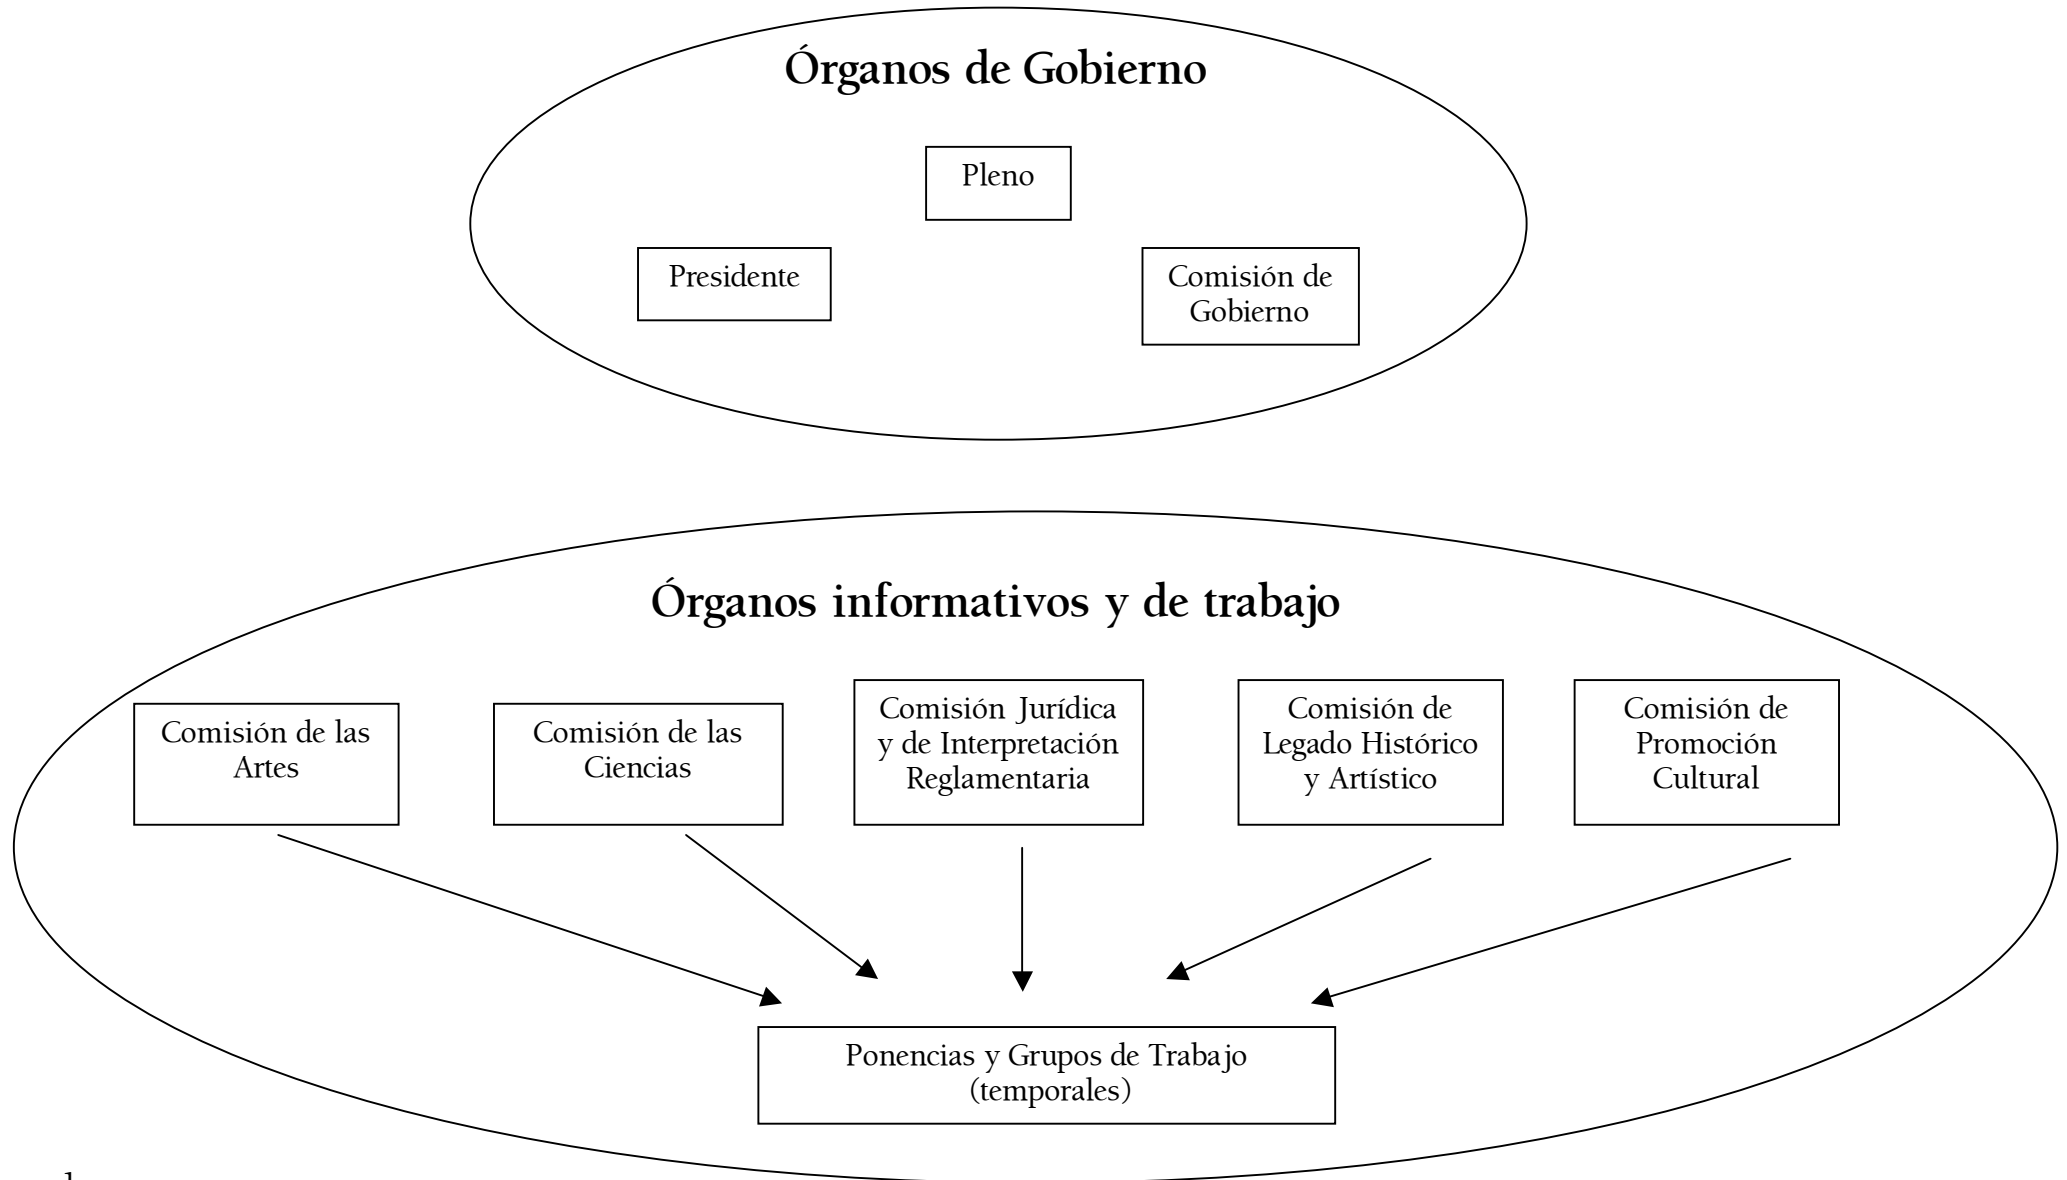 Órganos de Gobierno
Pleno
Presidente
Comisión de
Gobierno
Órganos informativos y de trabajo
Comisión de las
Artes
Comisión de las
Ciencias
Comisión Jurídica
y de Interpretación
Reglamentaria
Comisión de
Legado Histórico
y Artístico
Comisión de
Promoción
Cultural
Ponencias y Grupos de Trabajo
(temporales)